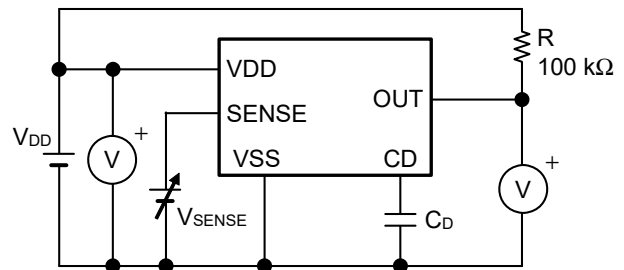 R
100 kΩ
VDD
OUT
SENSE
VDD
+
V
VSS
CD
+
V
VSENSE
CD